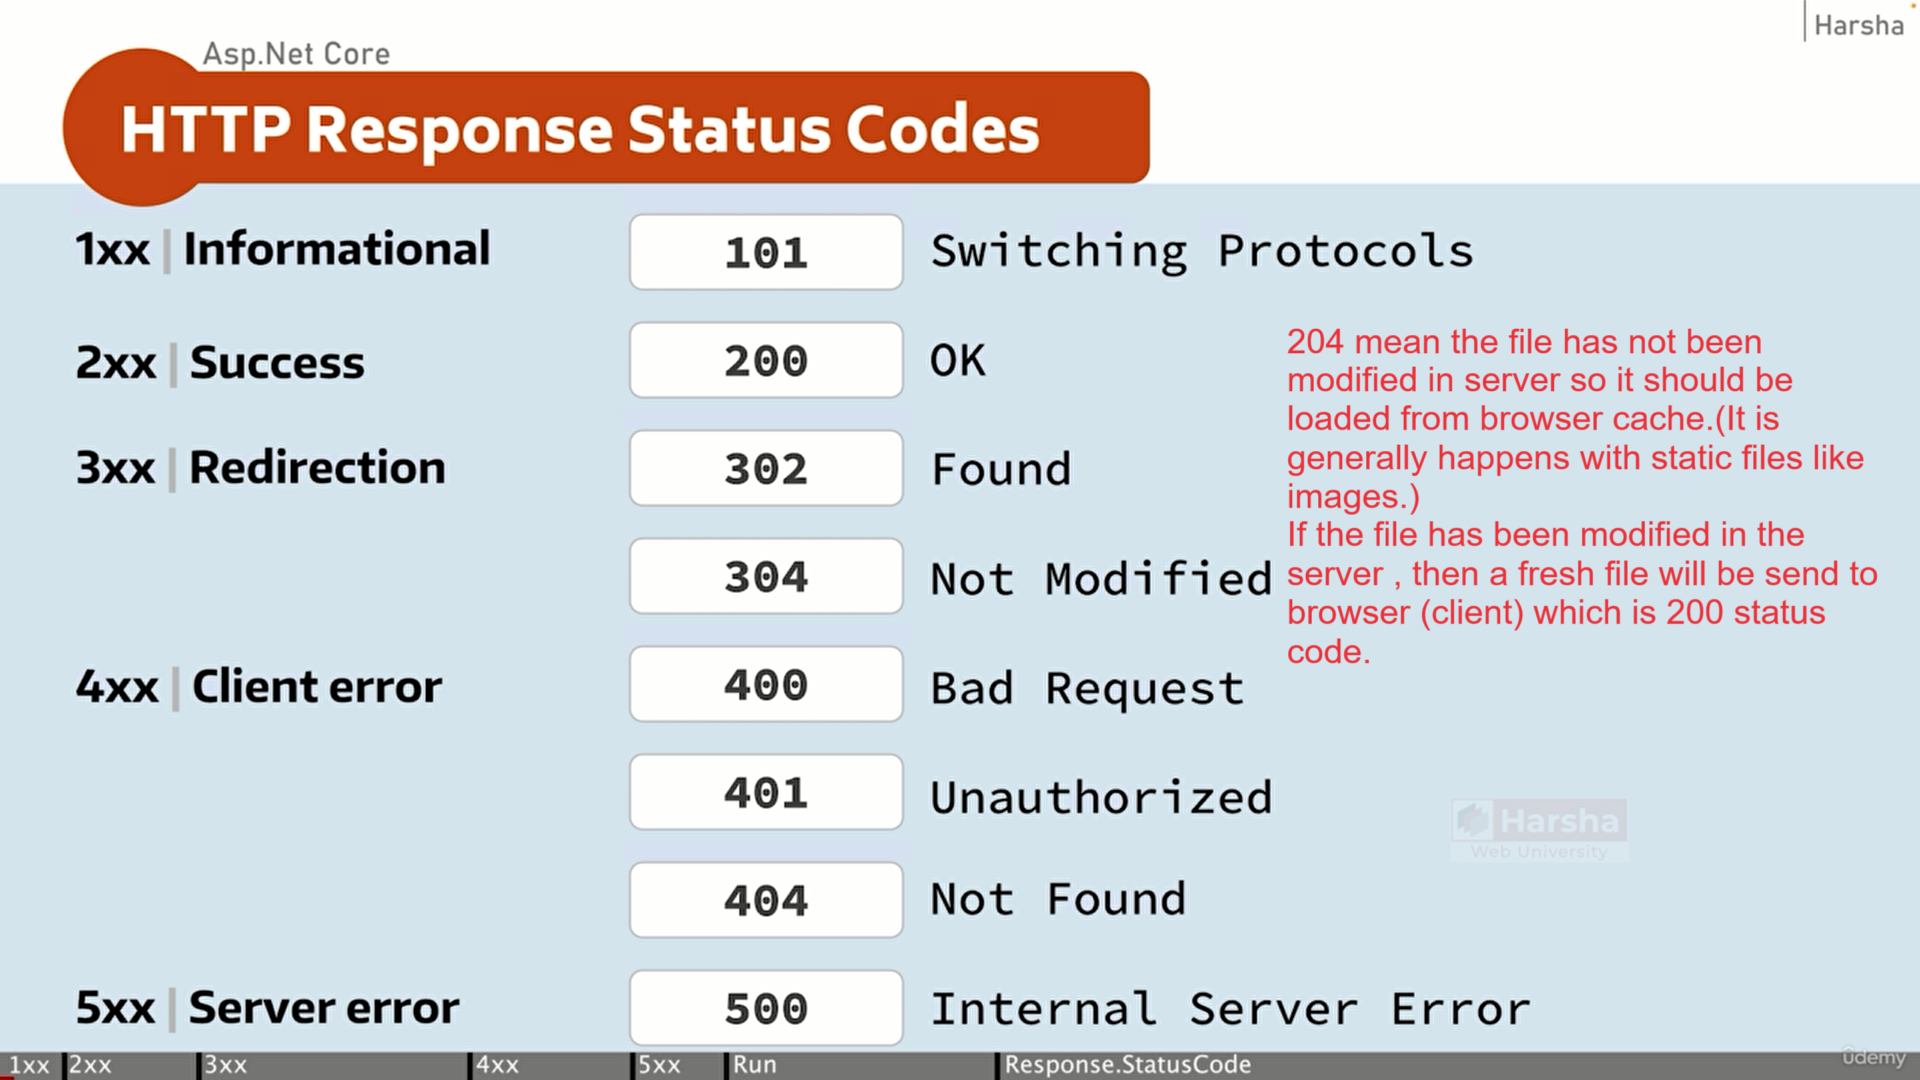 Harsha
Asp.Net Core
HTTP Response Status Codes
1xx | Informational
101
Switching Protocols
2xx | Success
200
OK
3xx | Redirection
302
Found
304
Not Modified
204 mean the file has not been
modified in server so it should be
loaded from browser cache.(It is
generally happens with static files like
images.)
If the file has been modified in the
server , then a fresh file will be send to
browser (client) which is 200 status
code.
4xx | Client error
400
Bad Request
401
Unauthorized
404
Not Found
5xx | Server error
500
Internal Server Error
Harsha
Web University
1xx
2xx
3xx
4xx
5xx
Run
Response.StatusCode
ûdemy